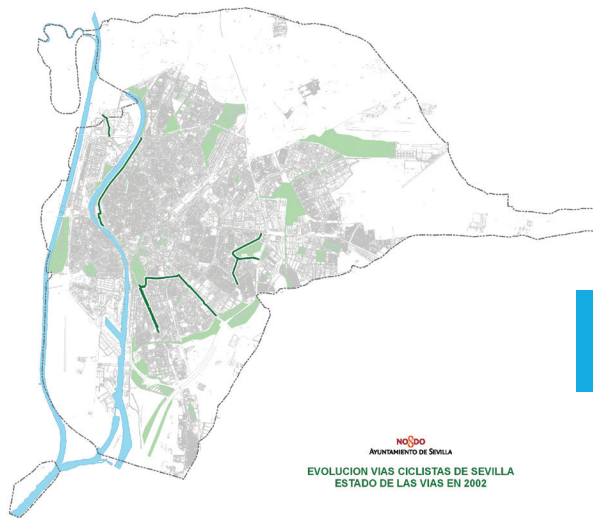 NO8DO
AYUNTAMIENTO DE SEVILLA
EVOLUCION VIAS CICLISTAS DE SEVILLA
ESTADO DE LAS VIAS EN 2002